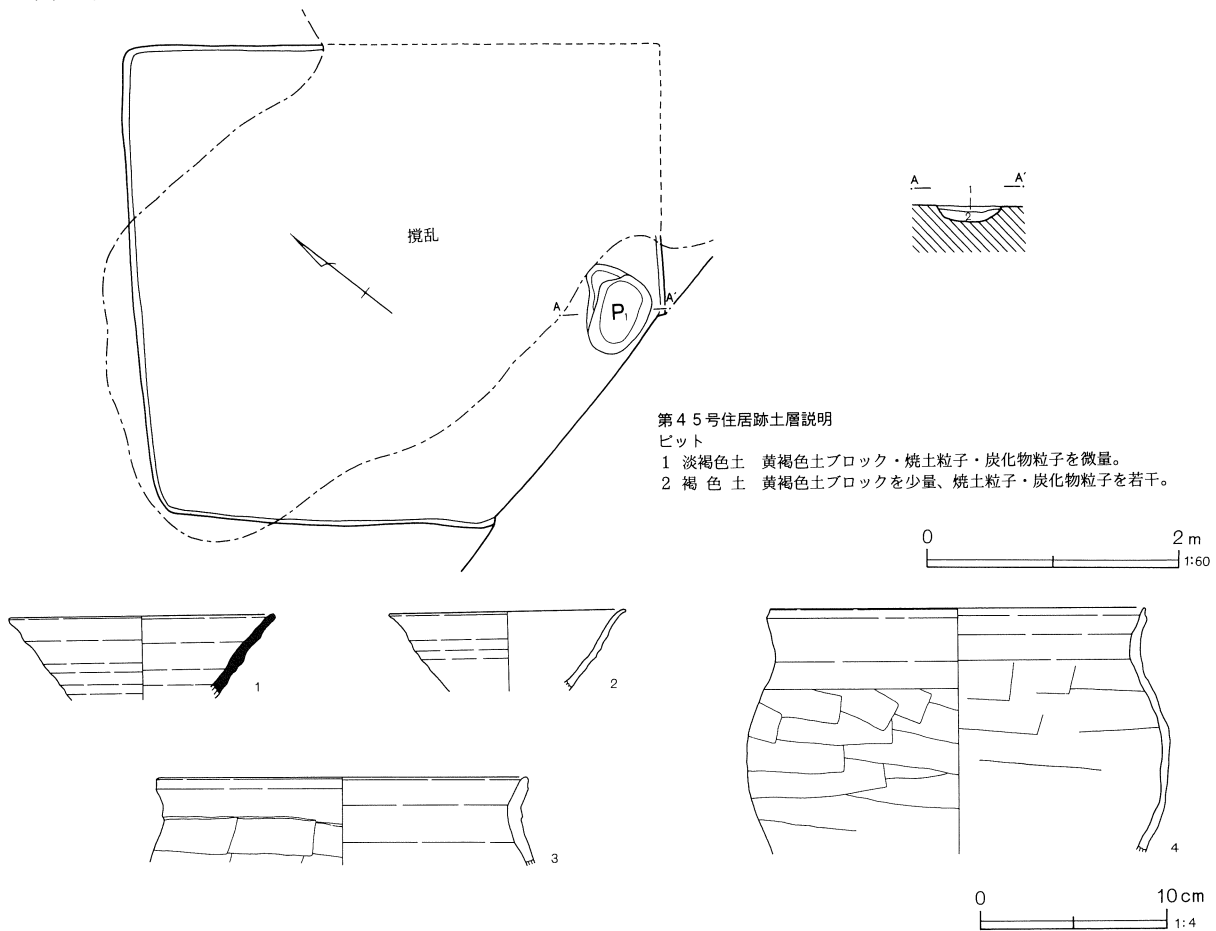 撹乱
A
A′
P1
A
A′
1
2
第45号住居跡土層説明
ピット
1 淡褐色土 黄褐色土ブロック・焼土粒子・炭化物粒子を微量。
2 褐色土 黄褐色土ブロックを少量、焼土粒子・炭化物粒子を若干。
0 2m
1:60
1
2
3
4
0 10cm
1:4